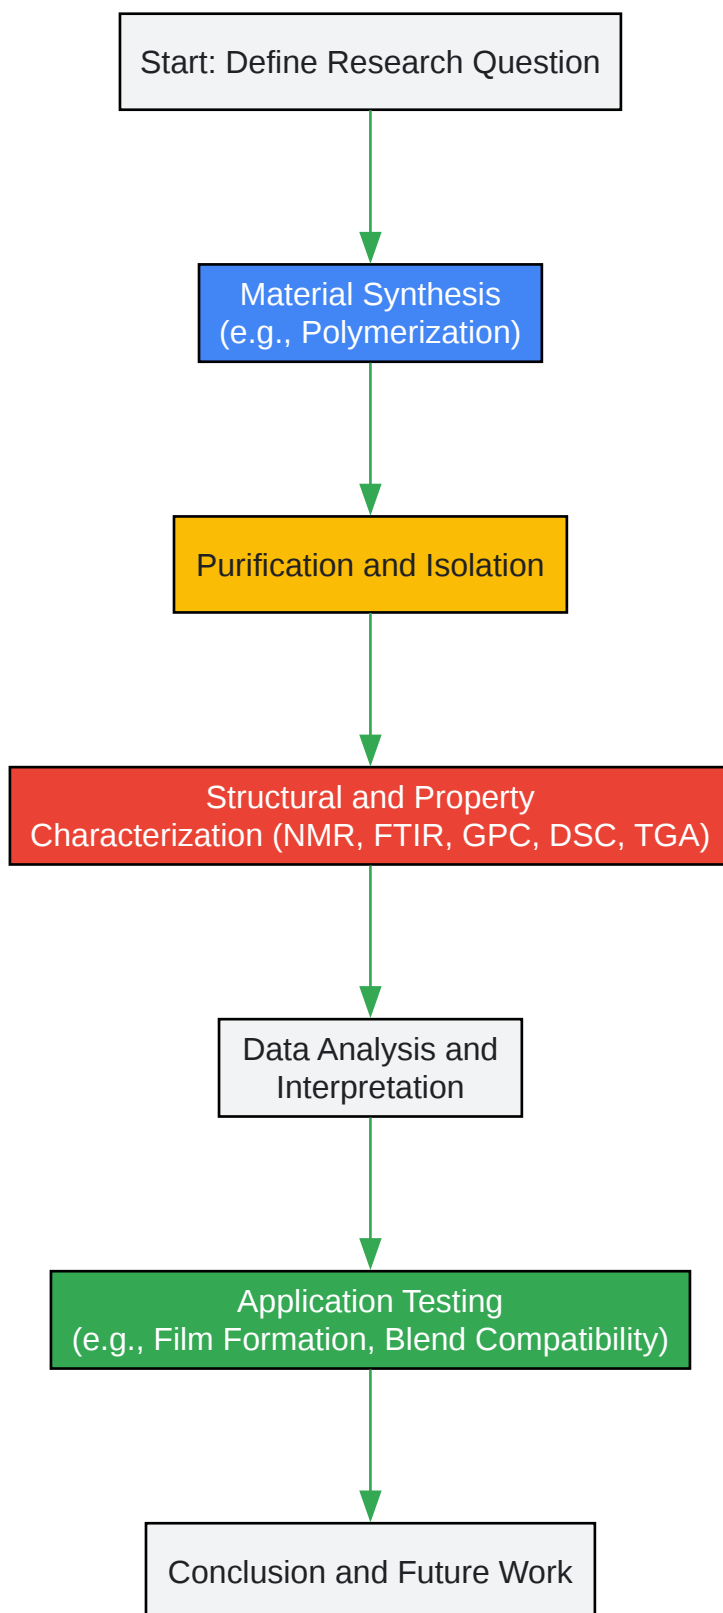 Start: Define Research Question
Material Synthesis
(e.g., Polymerization)
Purification and Isolation
Structural and Property
Characterization (NMR, FTIR, GPC, DSC, TGA)
Data Analysis and
Interpretation
Application Testing
(e.g., Film Formation, Blend Compatibility)
Conclusion and Future Work